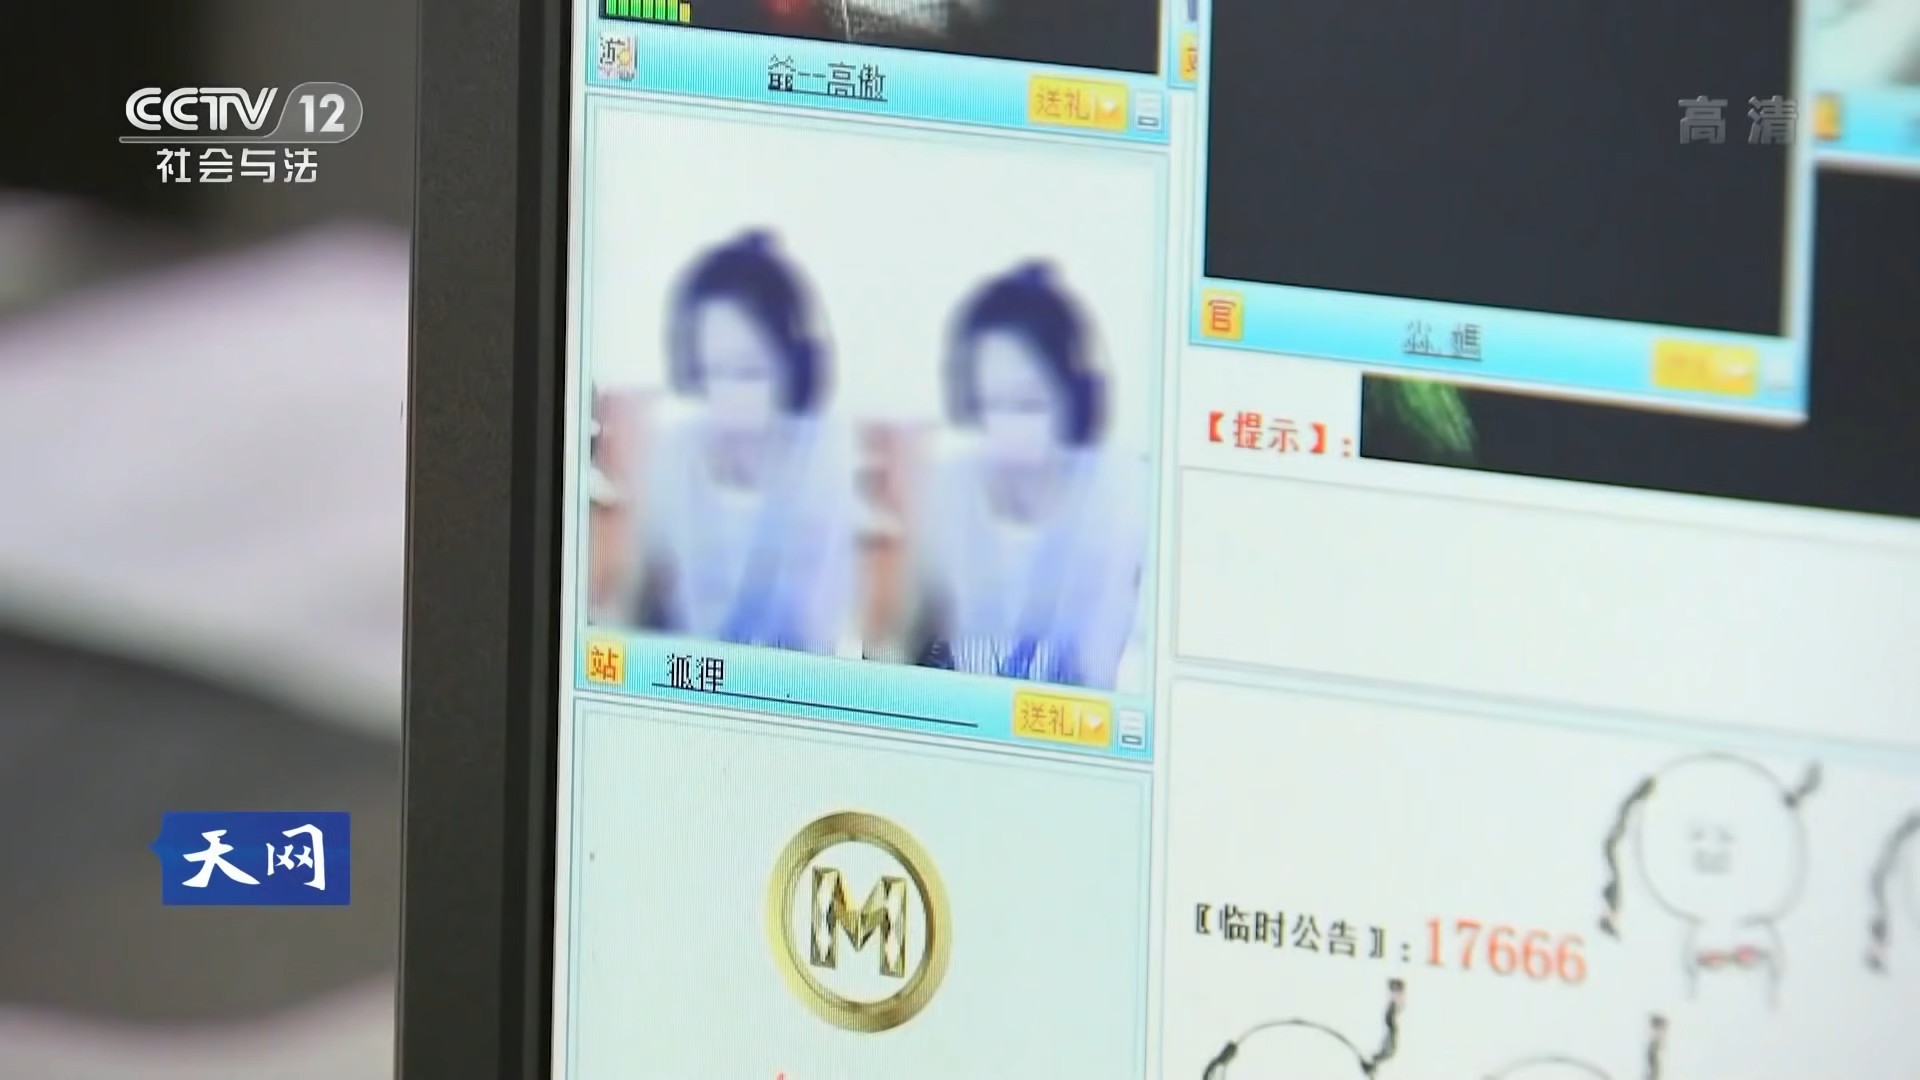 CCTV 12
社会与法
高清
高傲
送礼
官
【提示】:
站
狐狸
送礼
M
天网
〖临时公告〗:17666